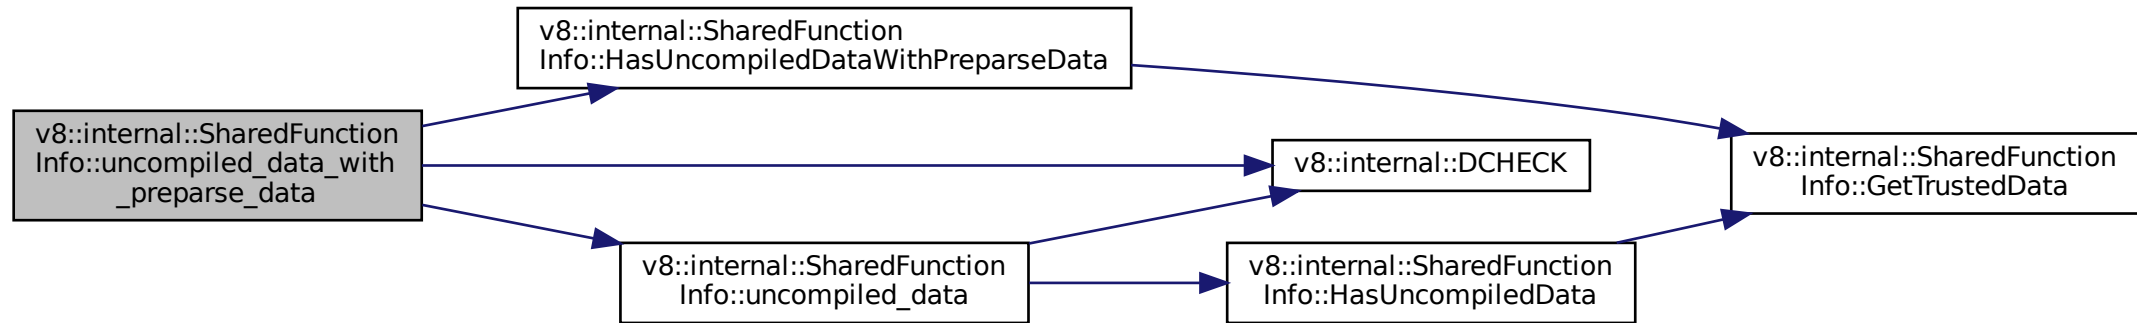 v8::internal::SharedFunction
Info::HasUncompiledDataWithPreparseData
v8::internal::SharedFunction
Info::uncompiled_data_with
_preparse_data
v8::internal::DCHECK
v8::internal::SharedFunction
Info::GetTrustedData
v8::internal::SharedFunction
Info::uncompiled_data
v8::internal::SharedFunction
Info::HasUncompiledData